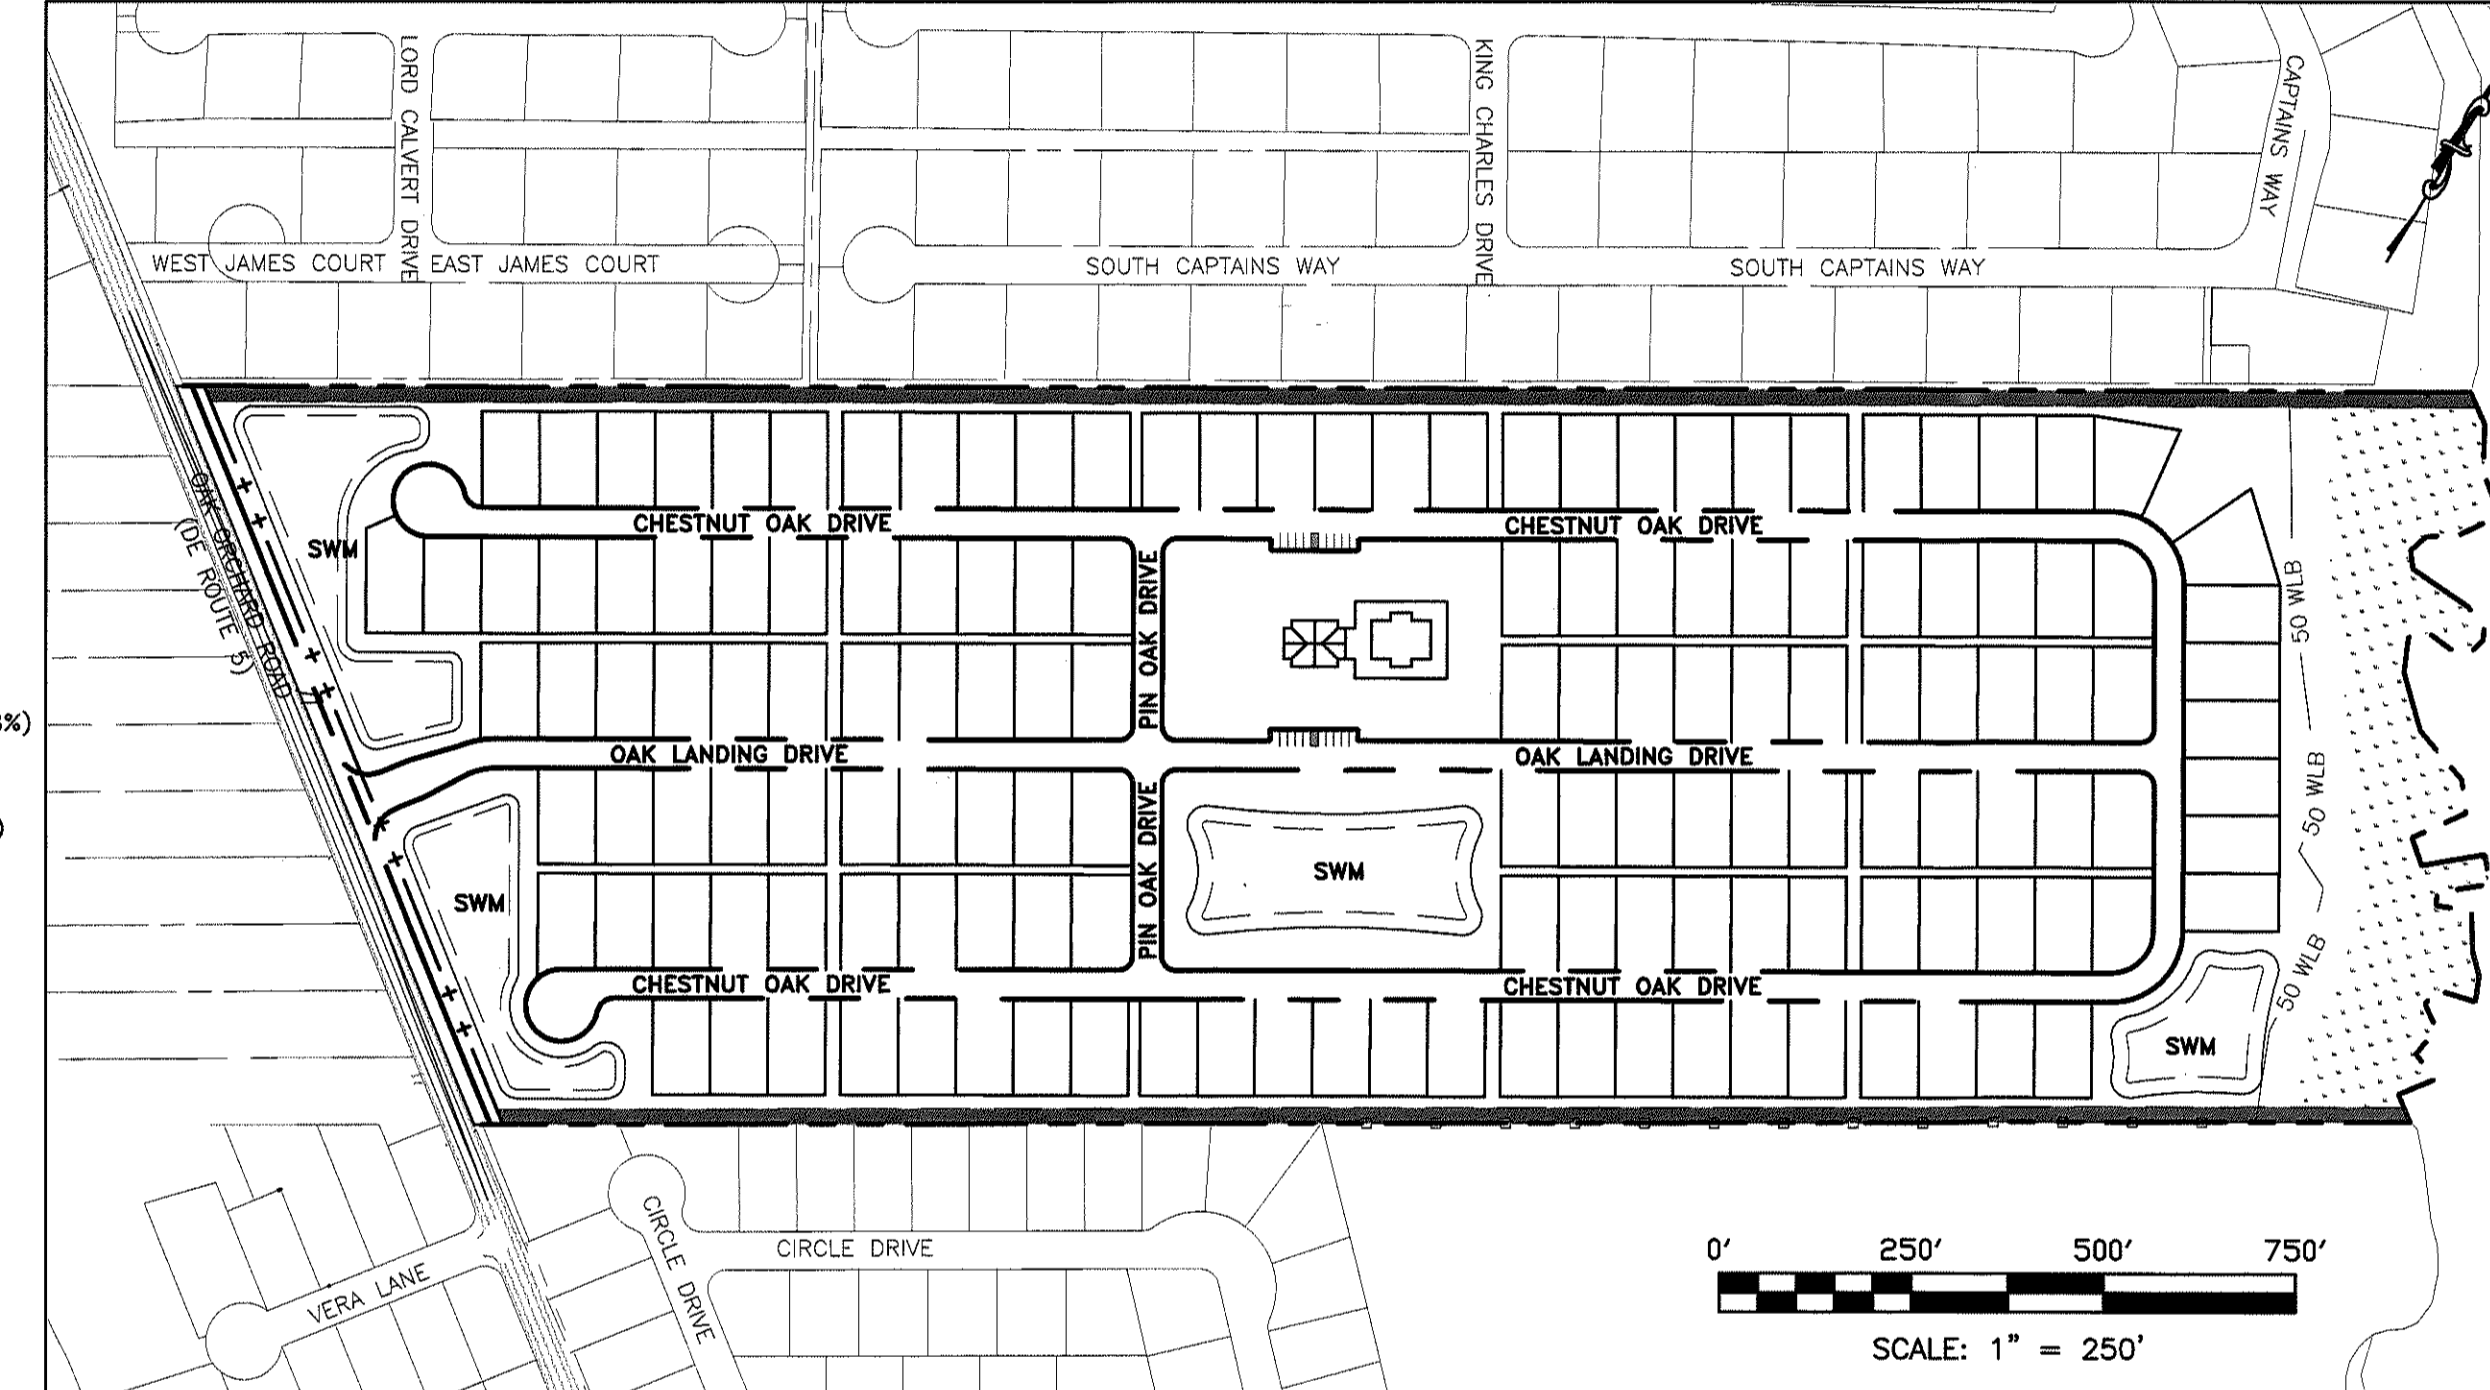 LORD CALVERT DRIVE
KING CHARLES DRIVE
CAPTAINS WAY
WEST JAMES COURT
EAST JAMES COURT
SOUTH CAPTAINS WAY
SOUTH CAPTAINS WAY
OAK ORCHARD ROAD
(DE ROUTE 5)
SWM
CHESTNUT OAK DRIVE
CHESTNUT OAK DRIVE
PIN OAK DRIVE
50 WLB
%)
OAK LANDING DRIVE
OAK LANDING DRIVE
50 WLB
)
PIN OAK DRIVE
SWM
SWM
50 WLB
CHESTNUT OAK DRIVE
CHESTNUT OAK DRIVE
SWM
CIRCLE DRIVE
CIRCLE DRIVE
VERA LANE
0' 250' 500' 750'
SCALE: 1" = 250'